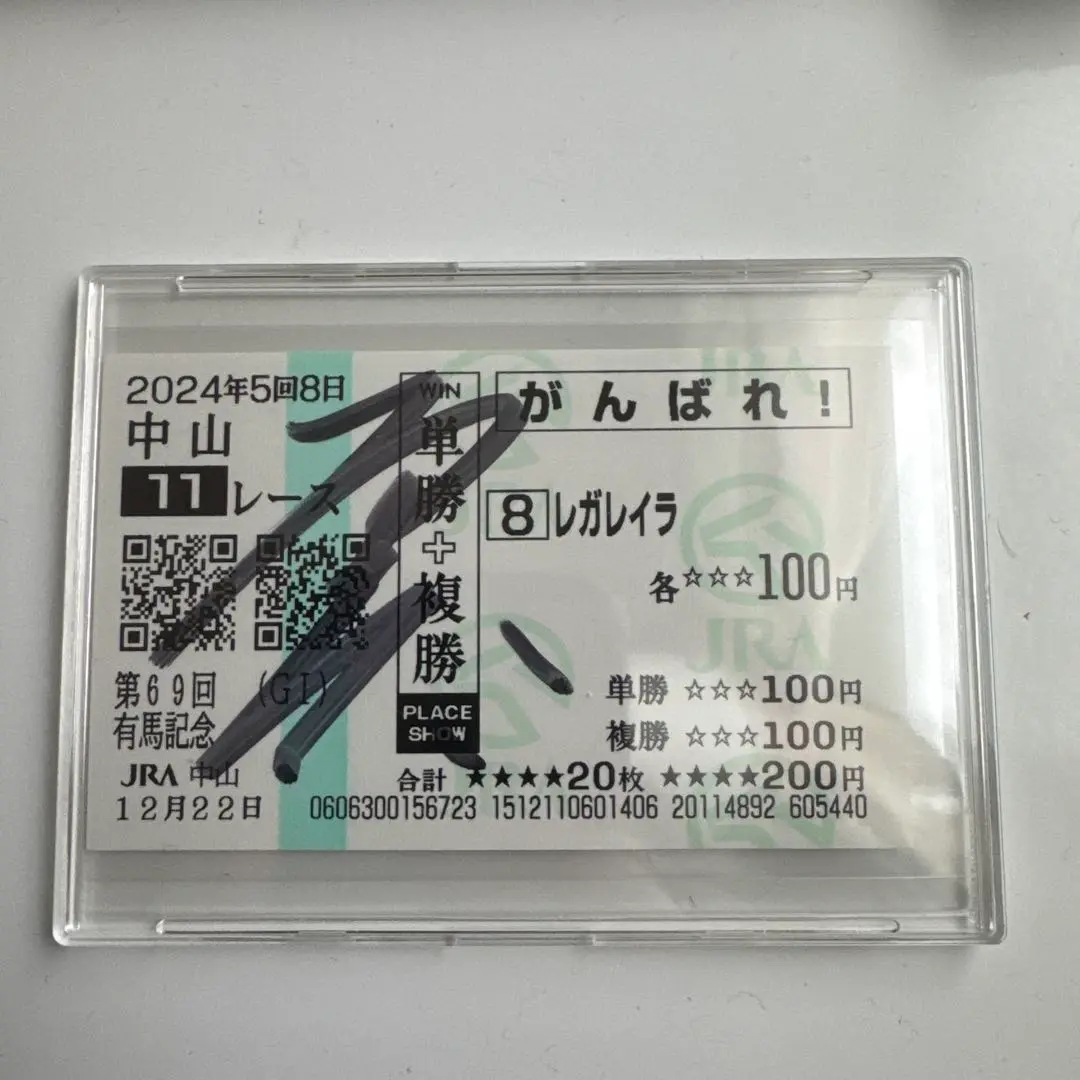 2024年5回8日
中山
11レース
第69回 (GI)
有馬記念
JRA 中山
12月22日
WIN
単勝+複勝
PLACE
SHOW
がんばれ!
8 レガレイラ
各☆☆☆100円
単勝 ☆☆☆100円
複勝 ☆☆☆100円
合計 ★★★★20枚 ★★★★200円
0606300156723 1512110601406 20114892 605440
JRA
JRA